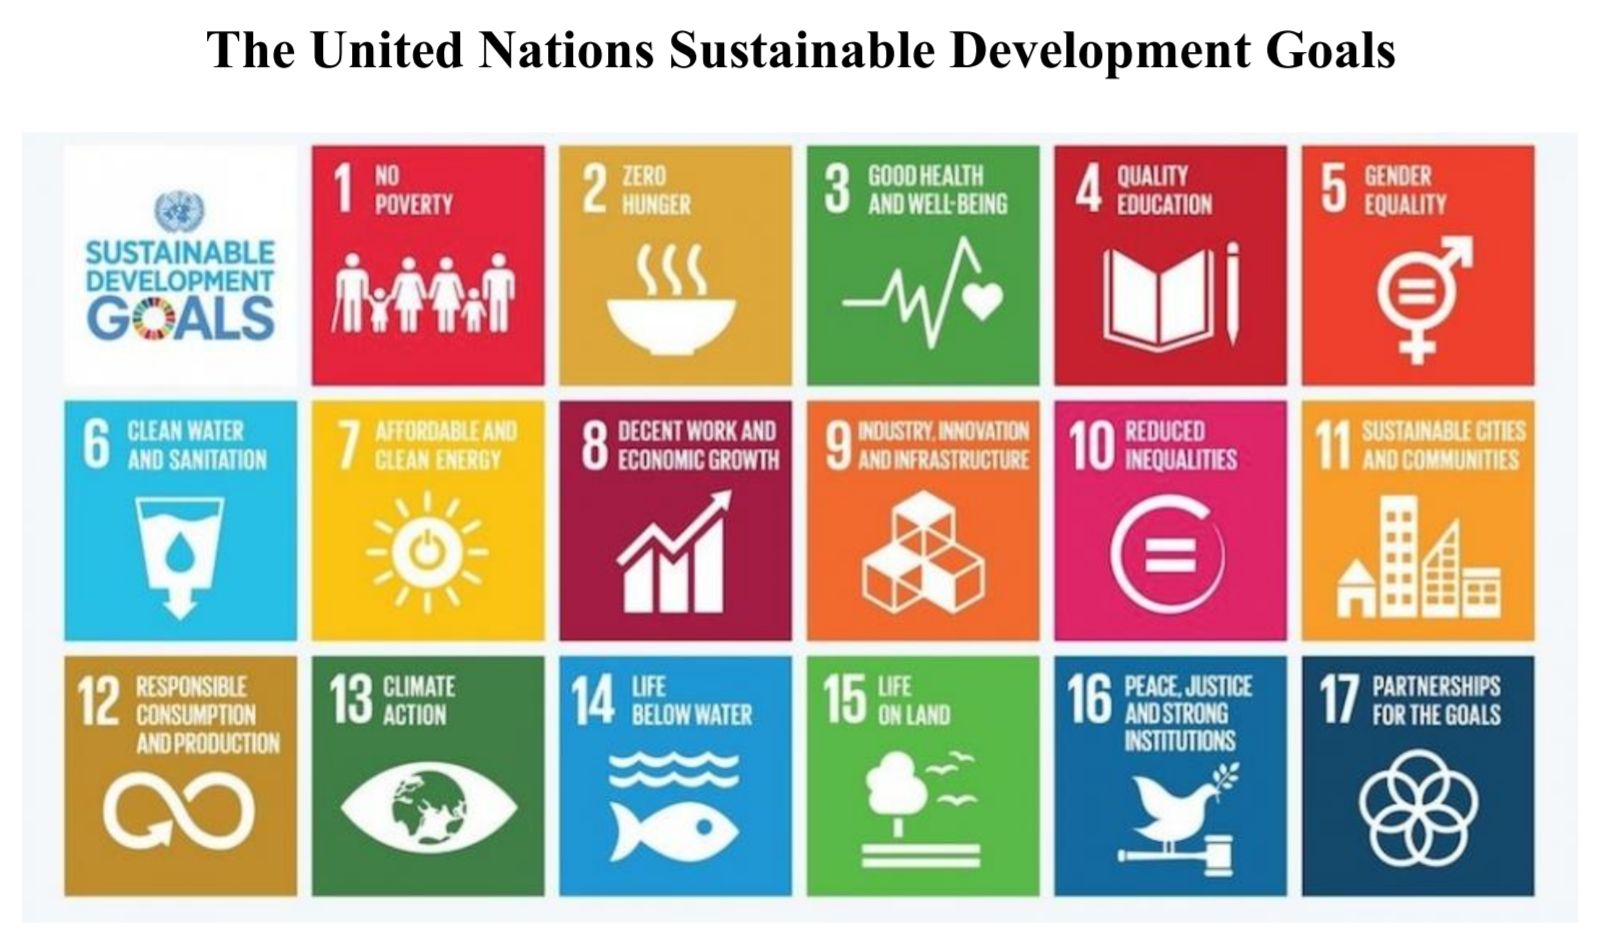 The United Nations Sustainable Development Goals
SUSTAINABLE
DEVELOPMENT
GOALS
1 NO
POVERTY
2 ZERO
HUNGER
3 GOOD HEALTH
AND WELL-BEING
4 QUALITY
EDUCATION
5 GENDER
EQUALITY
6 CLEAN WATER
AND SANITATION
7 AFFORDABLE AND
CLEAN ENERGY
8 DECENT WORK AND
ECONOMIC GROWTH
9 INDUSTRY, INNOVATION
AND INFRASTRUCTURE
10 REDUCED
INEQUALITIES
11 SUSTAINABLE CITIES
AND COMMUNITIES
12 RESPONSIBLE
CONSUMPTION
AND PRODUCTION
13 CLIMATE
ACTION
14 LIFE
BELOW WATER
15 LIFE
ON LAND
16 PEACE, JUSTICE
AND STRONG
INSTITUTIONS
17 PARTNERSHIPS
FOR THE GOALS